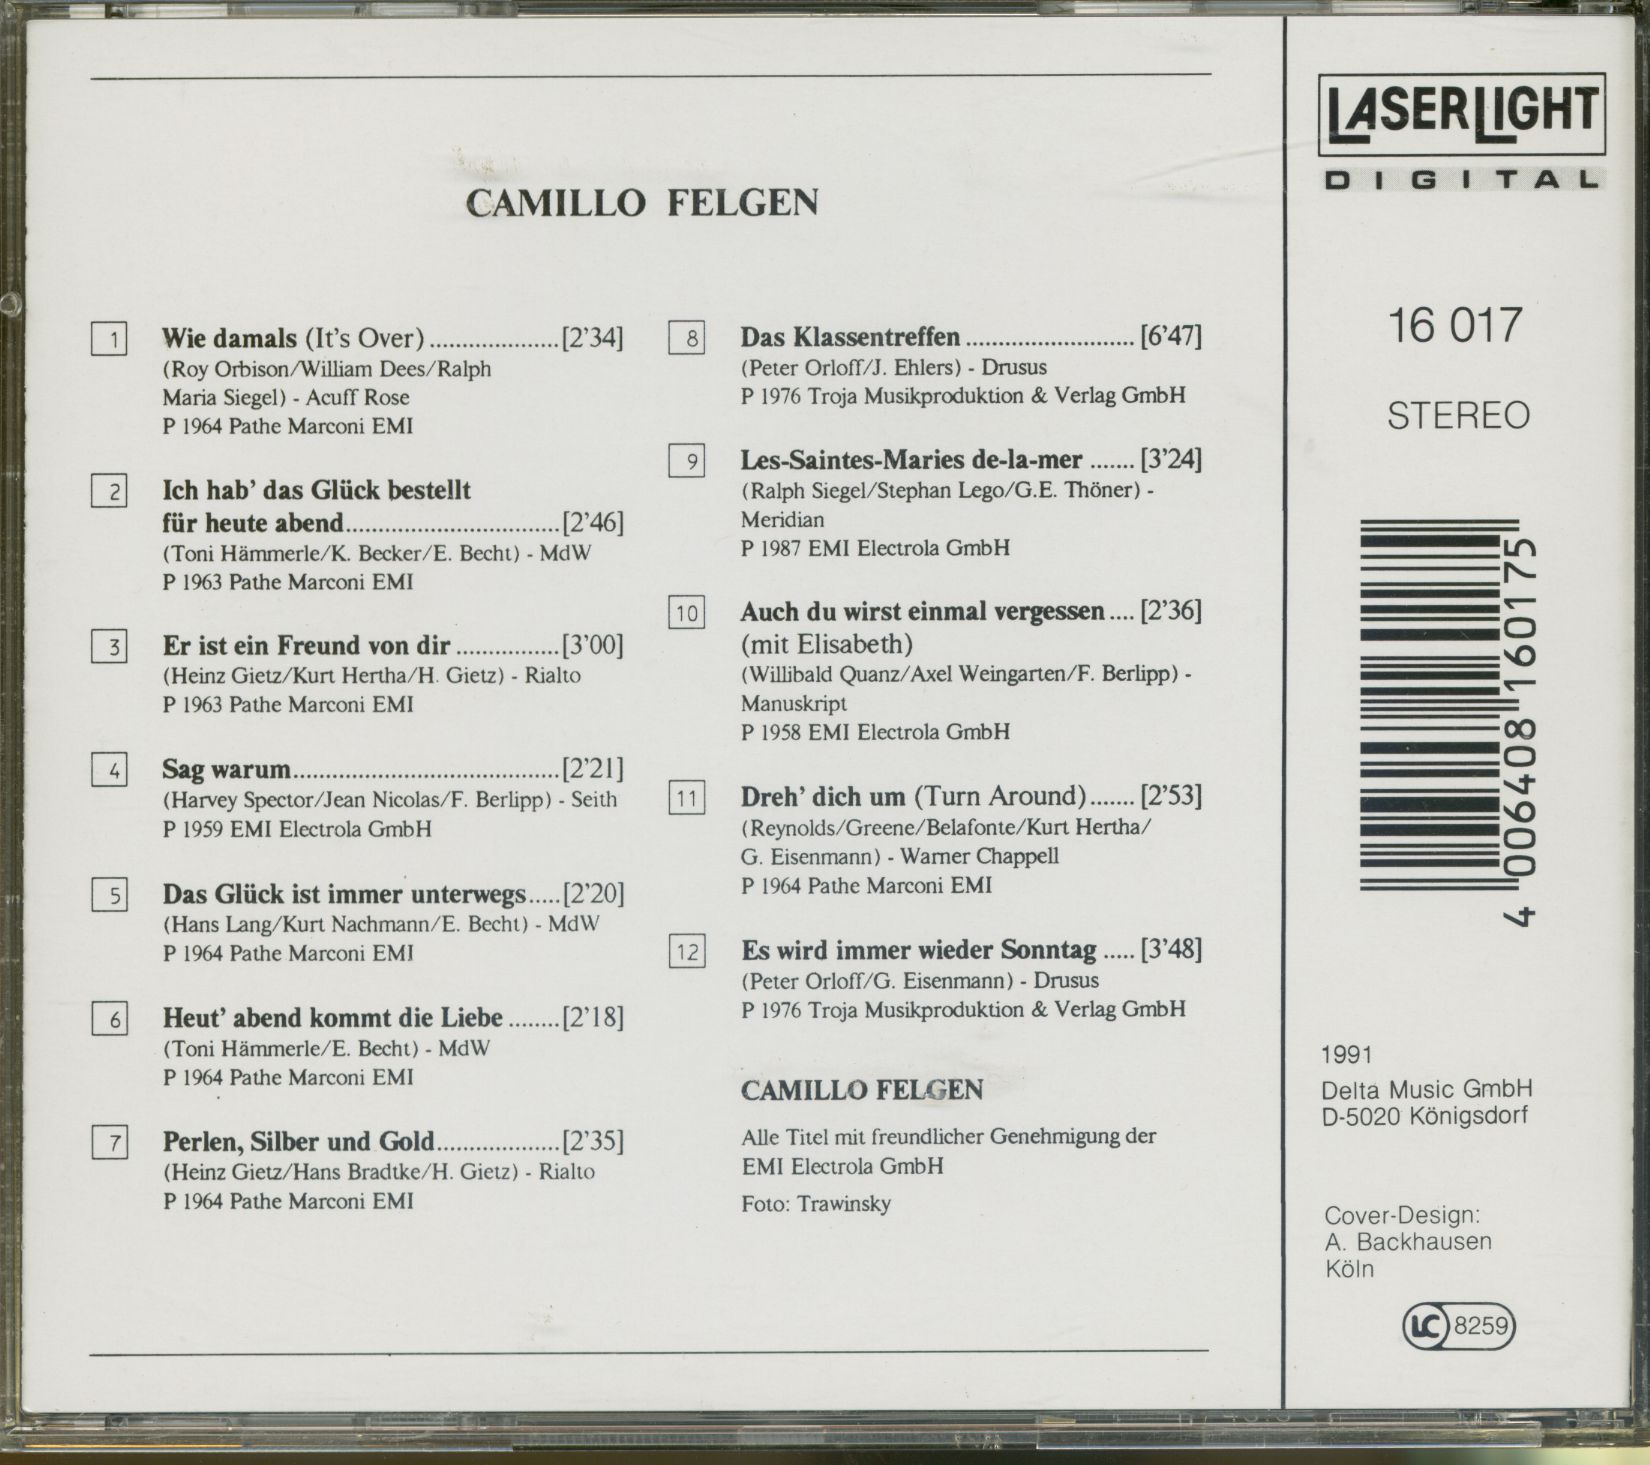 CAMILLO FELGEN
1 Wie damals (It's Over)....................[2'34]
(Roy Orbison/William Dees/Ralph
Maria Siegel) - Acuff Rose
P 1964 Pathe Marconi EMI
2 Ich hab' das Glück bestellt
für heute abend.................................[2'46]
(Toni Hämmerle/K. Becker/E. Becht) - MdW
P 1963 Pathe Marconi EMI
3 Er ist ein Freund von dir................[3'00]
(Heinz Gietz/Kurt Hertha/H. Gietz) - Rialto
P 1963 Pathe Marconi EMI
4 Sag warum.........................................[2'21]
(Harvey Spector/Jean Nicolas/F. Berlipp) - Seith
P 1959 EMI Electrola GmbH
5 Das Glück ist immer unterwegs.....[2'20]
(Hans Lang/Kurt Nachmann/E. Becht) - MdW
P 1964 Pathe Marconi EMI
6 Heut' abend kommt die Liebe........[2'18]
(Toni Hämmerle/E. Becht) - MdW
P 1964 Pathe Marconi EMI
7 Perlen, Silber und Gold...................[2'35]
(Heinz Gietz/Hans Bradtke/H. Gietz) - Rialto
P 1964 Pathe Marconi EMI
8 Das Klassentreffen.......................... [6'47]
(Peter Orloff/J. Ehlers) - Drusus
P 1976 Troja Musikproduktion & Verlag GmbH
9 Les-Saintes-Maries de-la-mer ....... [3'24]
(Ralph Siegel/Stephan Lego/G.E. Thöner) -
Meridian
P 1987 EMI Electrola GmbH
10 Auch du wirst einmal vergessen.... [2'36]
(mit Elisabeth)
(Willibald Quanz/Axel Weingarten/F. Berlipp) -
Manuskript
P 1958 EMI Electrola GmbH
11 Dreh' dich um (Turn Around)....... [2'53]
(Reynolds/Greene/Belafonte/Kurt Hertha/
G. Eisenmann) - Warner Chappell
P 1964 Pathe Marconi EMI
12 Es wird immer wieder Sonntag ..... [3'48]
(Peter Orloff/G. Eisenmann) - Drusus
P 1976 Troja Musikproduktion & Verlag GmbH
CAMILLO FELGEN
Alle Titel mit freundlicher Genehmigung der
EMI Electrola GmbH
Foto: Trawinsky
LASERLIGHT
DIGITAL
16 017
STEREO
4 006408 160175
1991
Delta Music GmbH
D-5020 Königsdorf
Cover-Design:
A. Backhausen
Köln
LC 8259